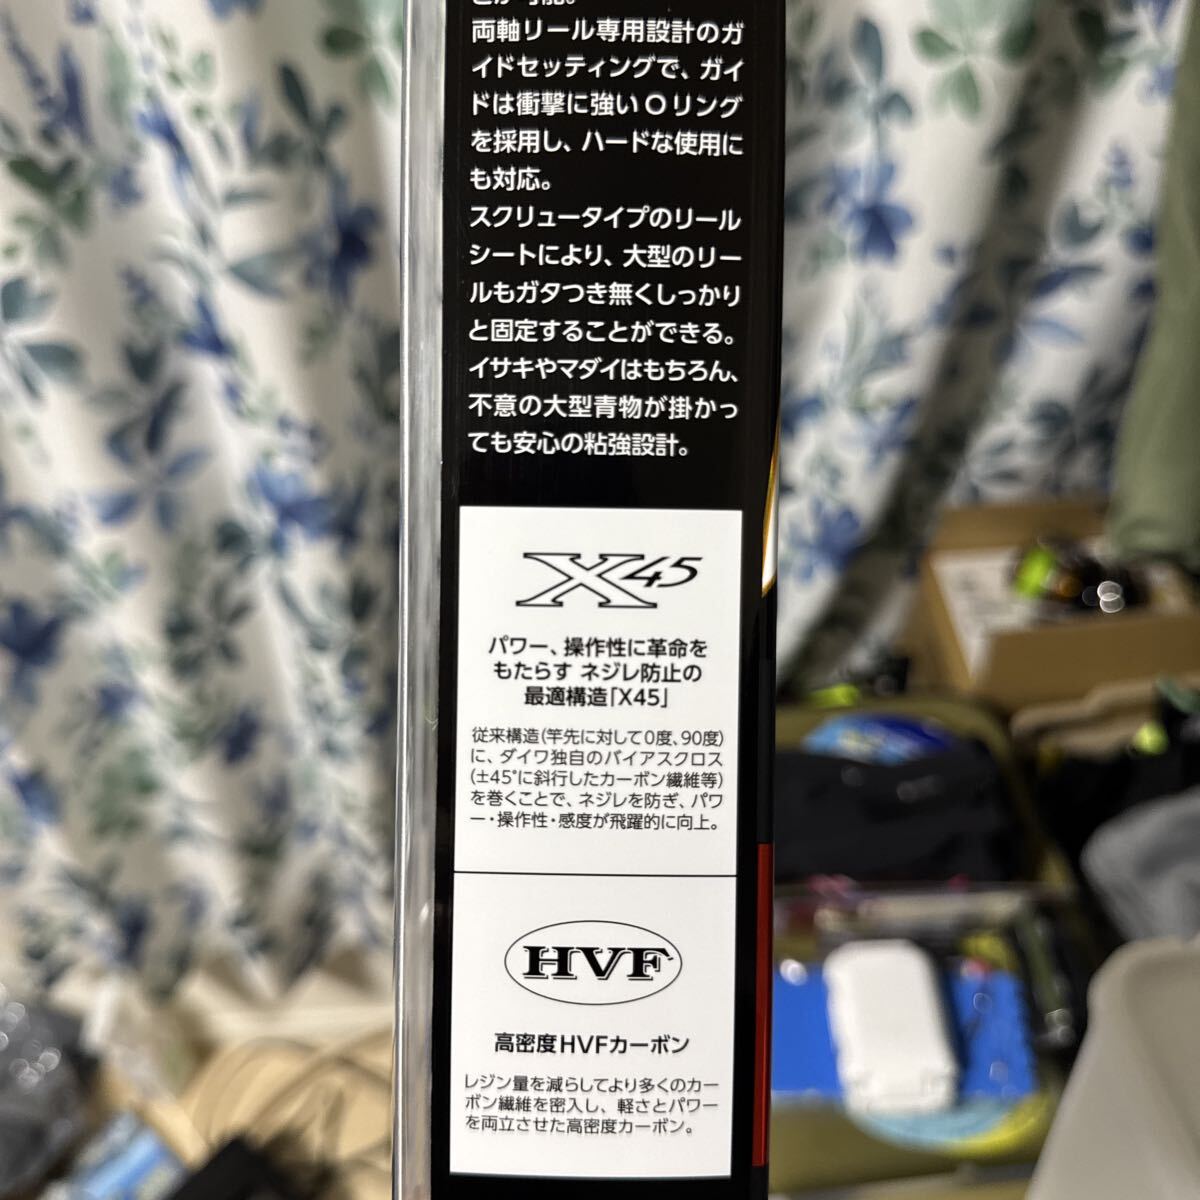 とが可能。
両軸リール専用設計のガ
イドセッティングで、ガイ
ドは衝撃に強いOリング
を採用し、ハードな使用に
も対応。
スクリュータイプのリール
シートにより、大型のリー
ルもガタつき無くしっかり
と固定することができる。
イサキやマダイはもちろん、
不意の大型青物が掛かっ
ても安心の粘強設計。
X45
パワー、操作性に革命を
もたらす ネジレ防止の
最適構造「X45」
従来構造(竿先に対して0度、90度)
に、ダイワ独自のバイアスクロス
(±45°に斜行したカーボン繊維等)
を巻くことで、ネジレを防ぎ、パワ
ー・操作性・感度が飛躍的に向上。
HVF
高密度HVFカーボン
レジン量を減らしてより多くのカー
ボン繊維を密入し、軽さとパワー
を両立させた高密度カーボン。